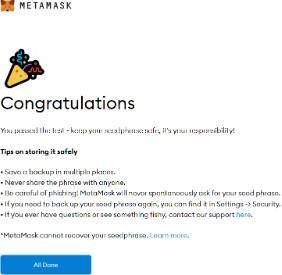 METAMASK
Congratulations
You passed the test - keep your seedphrase safe, it's your responsibility!
Tips on storing it safely
• Save a backup in multiple places.
• Never share the phrase with anyone.
• Be careful of phishing! MetaMask will never spontaneously ask for your seed phrase.
• If you need to back up your seed phrase again, you can find it in Settings -> Security.
• If you ever have questions or see something fishy, contact our support here.
*MetaMask cannot recover your seedphrase. Learn more.
All Done